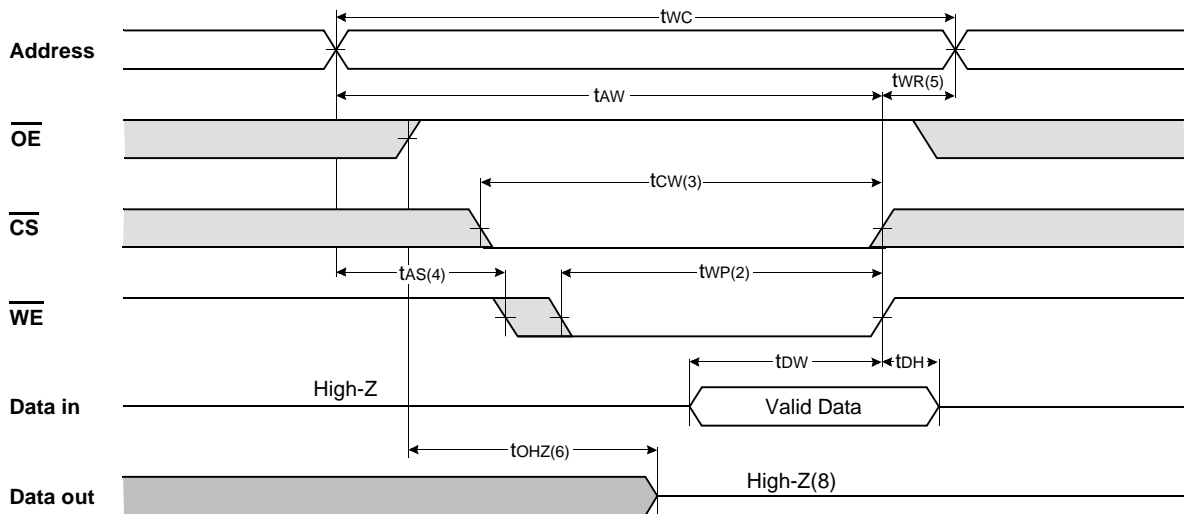 tWC
Address
tWR(5)
tAW
OE
tCW(3)
CS
tAS(4)
tWP(2)
WE
tDW
tDH
High-Z
Data in
Valid Data
tOHZ(6)
High-Z(8)
Data out